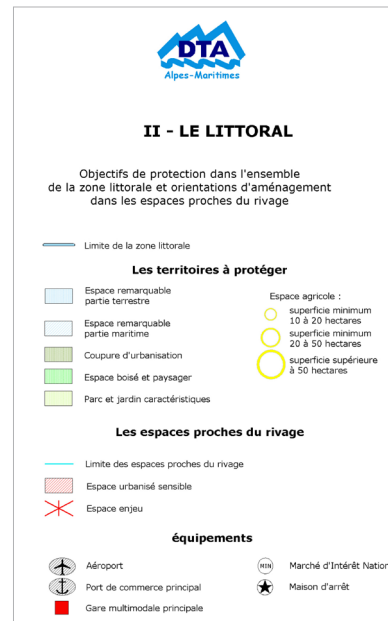 DTA
Alpes-Maritimes
II - LE LITTORAL
Objectifs de protection dans l'ensemble
de la zone littorale et orientations d'aménagement
dans les espaces proches du rivage
Limite de la zone littorale
Les territoires à protéger
Espace remarquable
partie terrestre
Espace remarquable
partie maritime
Coupure d'urbanisation
Espace boisé et paysager
Parc et jardin caractéristiques
Espace agricole :
superficie minimum
10 à 20 hectares
superficie minimum
20 à 50 hectares
superficie supérieure
à 50 hectares
Les espaces proches du rivage
Limite des espaces proches du rivage
Espace urbanisé sensible
Espace enjeu
équipements
Aéroport
Port de commerce principal
Gare multimodale principale
MIN
Marché d'Intérêt Nation
Maison d'arrêt